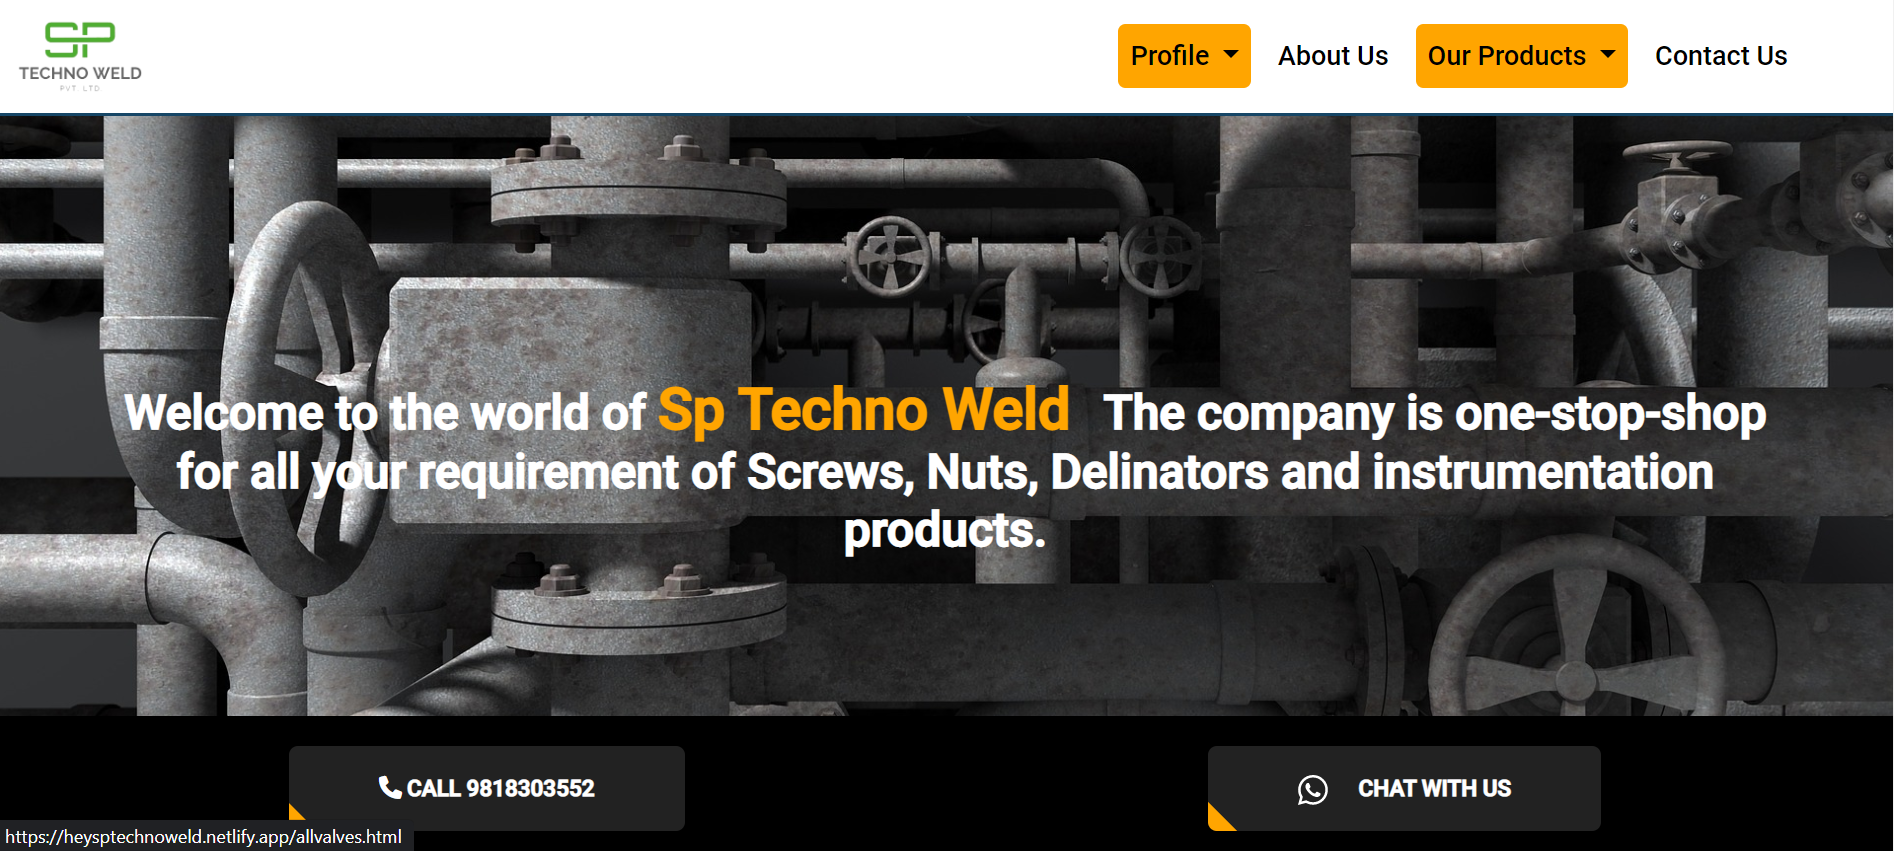 SP
TECHNO WELD
PVT. LTD.
Profile
About Us
Our Products
Contact Us
Welcome to the world of Sp Techno Weld The company is one-stop-shop
for all your requirement of Screws, Nuts, Delinators and instrumentation
products.
CALL 9818303552
CHAT WITH US
https://heysptechnoweld.netlify.app/allvalves.html